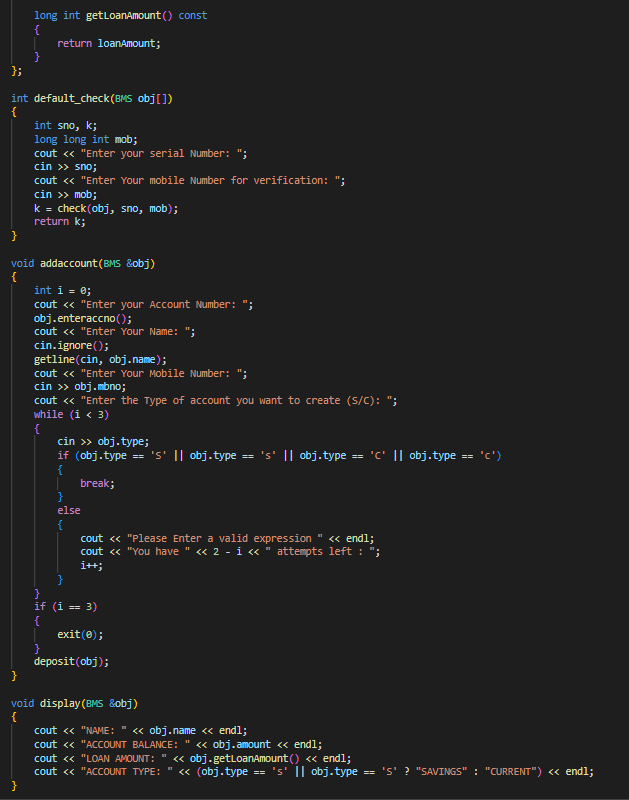 long int getLoanAmount() const
    {
        return loanAmount;
    }
};

int default_check(BMS obj[])
{
    int sno, k;
    long long int mob;
    cout << "Enter your serial Number: ";
    cin >> sno;
    cout << "Enter Your mobile Number for verification: ";
    cin >> mob;
    k = check(obj, sno, mob);
    return k;
}

void addaccount(BMS &obj)
{
    int i = 0;
    cout << "Enter your Account Number: ";
    obj.enteraccno();
    cout << "Enter Your Name: ";
    cin.ignore();
    getline(cin, obj.name);
    cout << "Enter Your Mobile Number: ";
    cin >> obj.mbno;
    cout << "Enter the Type of account you want to create (S/C): ";
    while (i < 3)
    {
        cin >> obj.type;
        if (obj.type == 'S' || obj.type == 's' || obj.type == 'C' || obj.type == 'c')
        {
            break;
        }
        else
        {
            cout << "Please Enter a valid expression " << endl;
            cout << "You have " << 2 - i << " attempts left : ";
            i++;
        }
    }
    if (i == 3)
    {
        exit(0);
    }
    deposit(obj);
}

void display(BMS &obj)
{
    cout << "NAME: " << obj.name << endl;
    cout << "ACCOUNT BALANCE: " << obj.amount << endl;
    cout << "LOAN AMOUNT: " << obj.getLoanAmount() << endl;
    cout << "ACCOUNT TYPE: " << (obj.type == 's' || obj.type == 'S' ? "SAVINGS" : "CURRENT") << endl;
}